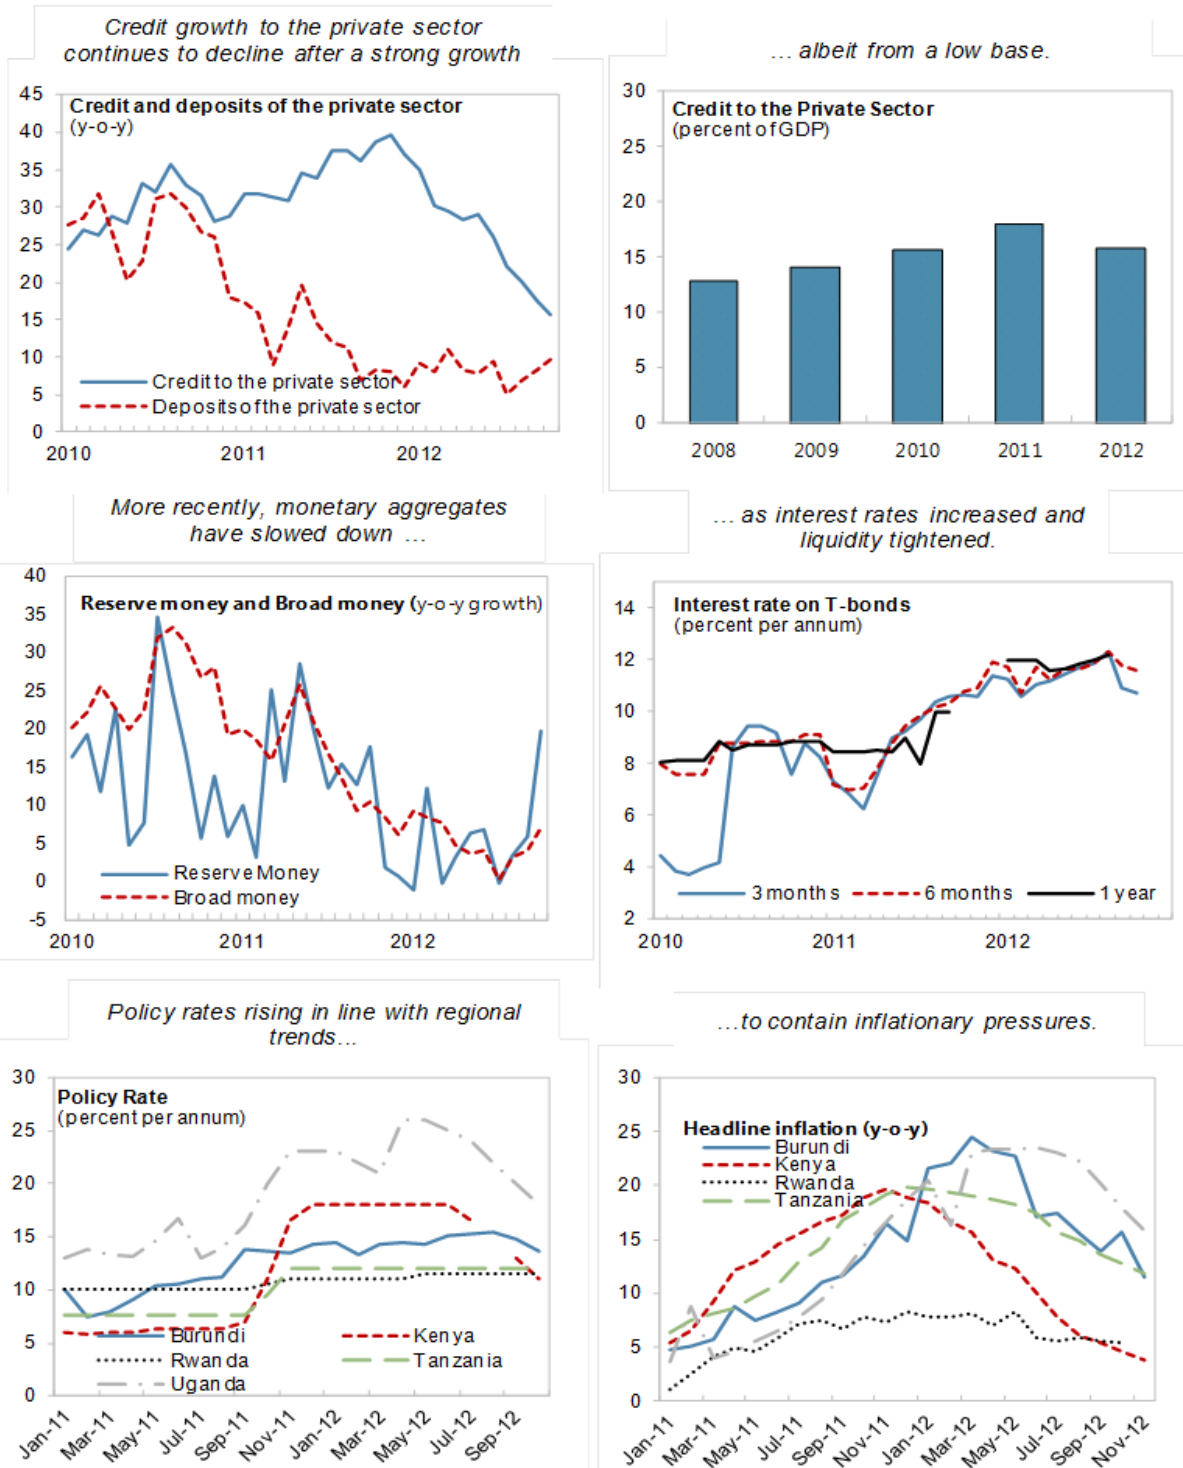 Credit growth to the private sector
continues to decline after a strong growth
45
40
35
30
25
20
15
10
5
0
Credit and deposits of the private sector
(y-o-y)
Credit to the private sector
Deposits of the private sector
2010 2011 2012
... albeit from a low base.
30
25
20
15
10
5
0
Credit to the Private Sector
(percent of GDP)
2008 2009 2010 2011 2012
More recently, monetary aggregates
have slowed down ...
40
35
30
25
20
15
10
5
0
-5
Reserve money and Broad money (y-o-y growth)
Reserve Money
Broad money
2010 2011 2012
... as interest rates increased and
liquidity tightened.
14
12
10
8
6
4
2
Interest rate on T-bonds
(percent per annum)
3 months 6 months 1 year
2010 2011 2012
Policy rates rising in line with regional
trends...
30
25
20
15
10
5
0
Policy Rate
(percent per annum)
Burundi Kenya
Rwanda Tanzania
Uganda
Jan-11 Mar-11 May-11 Jul-11 Sep-11 Nov-11 Jan-12 Mar-12 May-12 Jul-12 Sep-12
...to contain inflationary pressures.
30
25
20
15
10
5
0
Headline inflation (y-o-y)
Burundi
Kenya
Rwanda
Tanzania
Jan-11 Mar-11 May-11 Jul-11 Sep-11 Nov-11 Jan-12 Mar-12 May-12 Jul-12 Sep-12 Nov-12